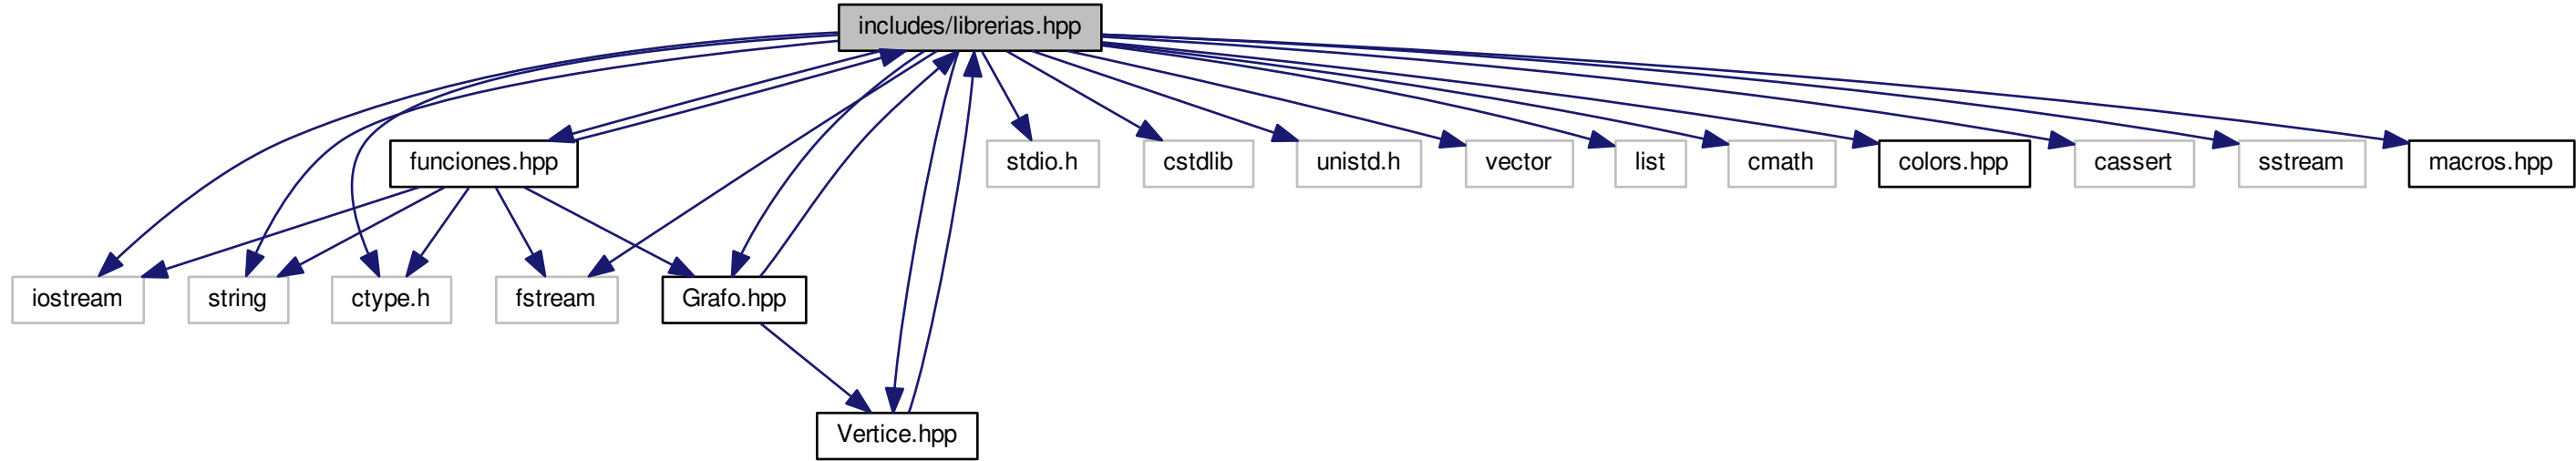 includes/librerias.hpp
funciones.hpp
stdio.h
cstdlib
unistd.h
vector
list
cmath
colors.hpp
cassert
sstream
macros.hpp
iostream
string
ctype.h
fstream
Grafo.hpp
Vertice.hpp